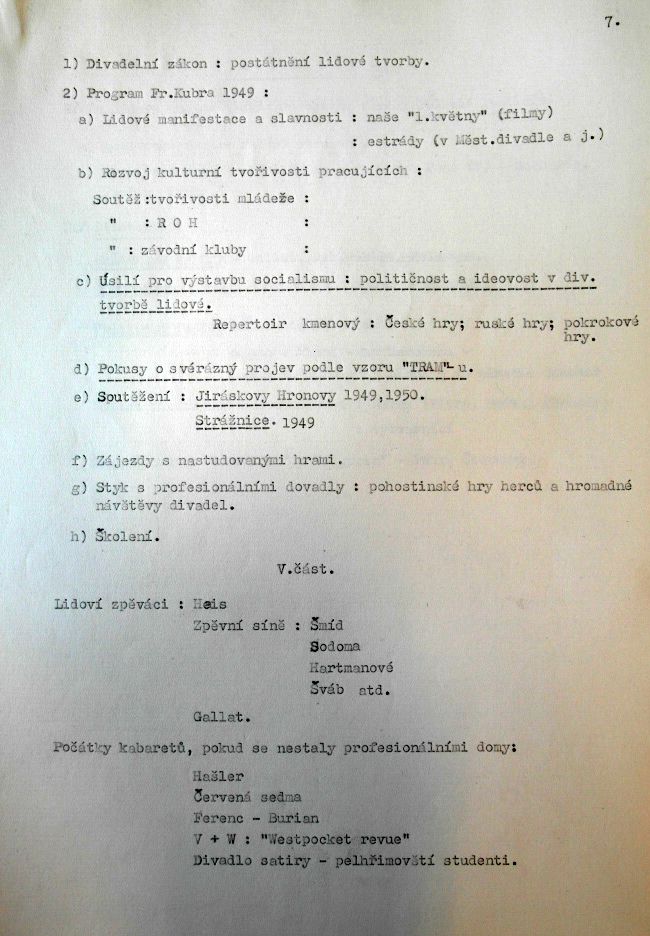 7.
1) Divadelní zákon : postátnění lidové tvorby.
2) Program Fr.Kubra 1949 :
a) Lidové manifestace a slavnosti : naše "1.květny" (filmy)
: estrády (v Měst.divadle a j.)
b) Rozvoj kulturní tvořivosti pracujících :
Soutěž :tvořivosti mládeže :
" : R O H :
" : závodní kluby :
c) Úsilí pro výstavbu socialismu : političnost a ideovost v div.
tvorbě lidové.
Repertoir kmenový : České hry; ruské hry; pokrokové
hry.
d) Pokusy o svérázný projev podle vzoru "TRAM"-u.
e) Soutěžení : Jiráskovy Hronovy 1949,1950.
Strážnice. 1949
f) Zájezdy s nastudovanými hrami.
g) Styk s profesionálními dovadly : pohostinské hry herců a hromadné
návštěvy divadel.
h) Školení.
V.část.
Lidoví zpěváci : Hais
Zpěvní síně : Šmíd
Sodoma
Hartmanové
Šváb atd.
Gallat.
Počátky kabaretů, pokud se nestaly profesionálními domy:
Hašler
Červená sedma
Ferenc - Burian
V + W : "Westpocket revue"
Divadlo satiry - pelhřimovští studenti.